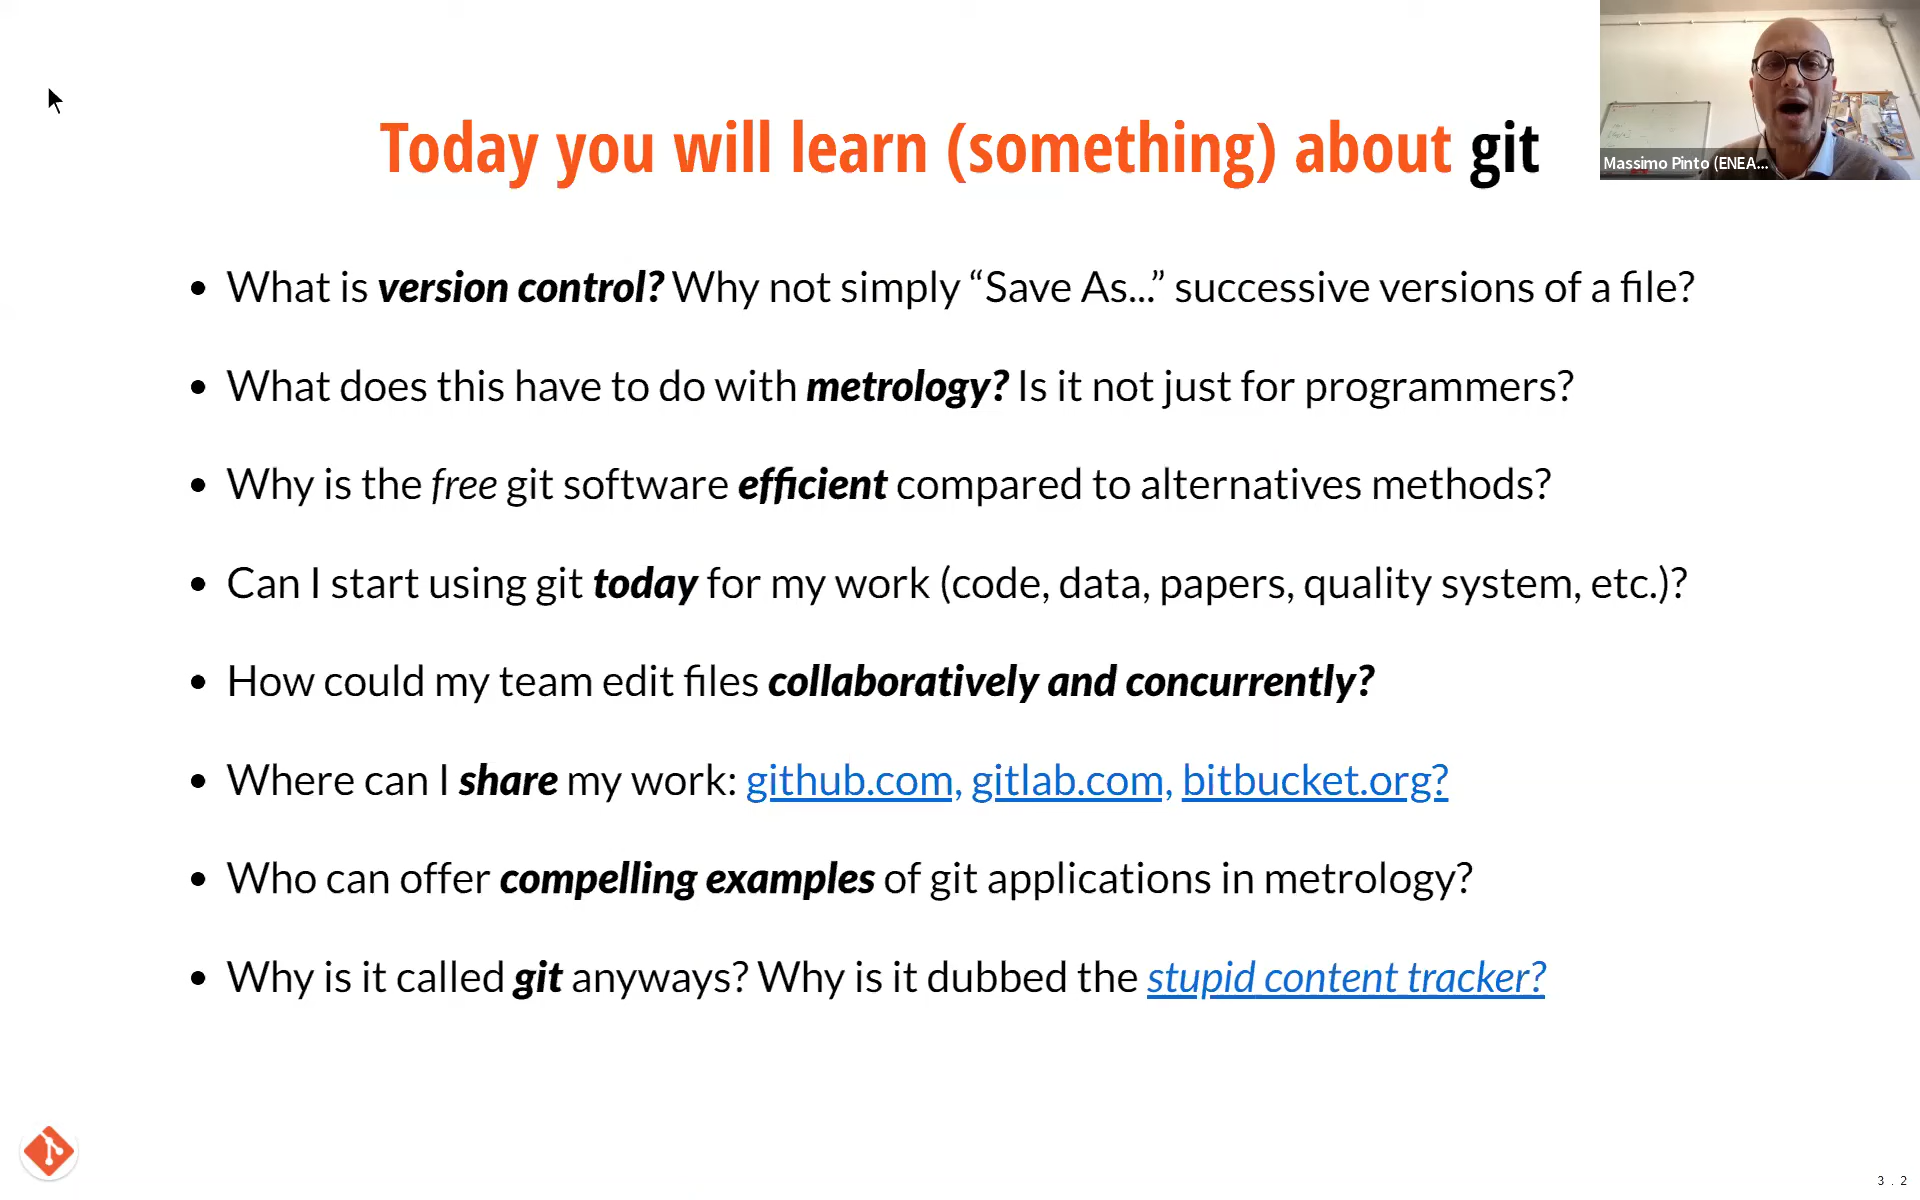 Today you will learn (something) about git
Massimo Pinto (ENEA...
• What is version control? Why not simply “Save As...” successive versions of a file?
• What does this have to do with metrology? Is it not just for programmers?
• Why is the free git software efficient compared to alternatives methods?
• Can I start using git today for my work (code, data, papers, quality system, etc.)?
• How could my team edit files collaboratively and concurrently?
• Where can I share my work: github.com, gitlab.com, bitbucket.org?
• Who can offer compelling examples of git applications in metrology?
• Why is it called git anyways? Why is it dubbed the stupid content tracker?
3 . 2